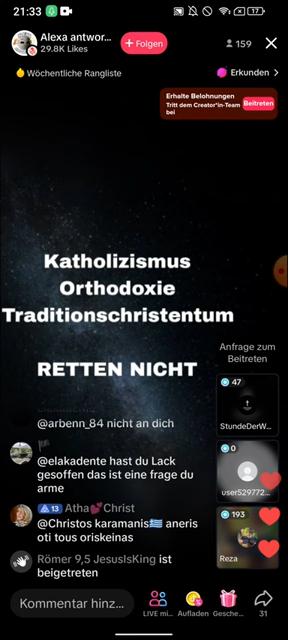 21:33
17
Alexa antwor...
29.8K Likes
+ Folgen
159
Wöchentliche Rangliste
Erkunden
Erhalte Belohnungen
Tritt dem Creator*in-Team
bei
Beitreten
Katholizismus
Orthodoxie
Traditionschristentum
RETTEN NICHT
Anfrage zum
Beitreten
47
StundeDerW...
@arbenn_84 nicht an dich
@elakadente hast du Lack
gesoffen das ist eine frage du
arme
0
user529772...
13 Atha💕Christ
@Christos karamanis🇬🇷 aneris
oti tous oriskeinas
193
Reza
Römer 9,5 JesusIsKing ist
beigetreten
Kommentar hinz...
LIVE mi...
Aufladen
Gesche...
31